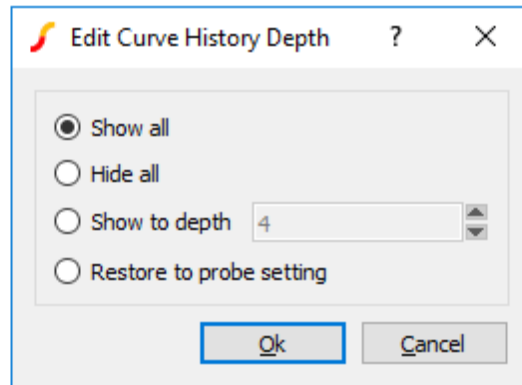 Edit Curve History Depth ?
Show all
Hide all
Show to depth 4
Restore to probe setting
Ok Cancel